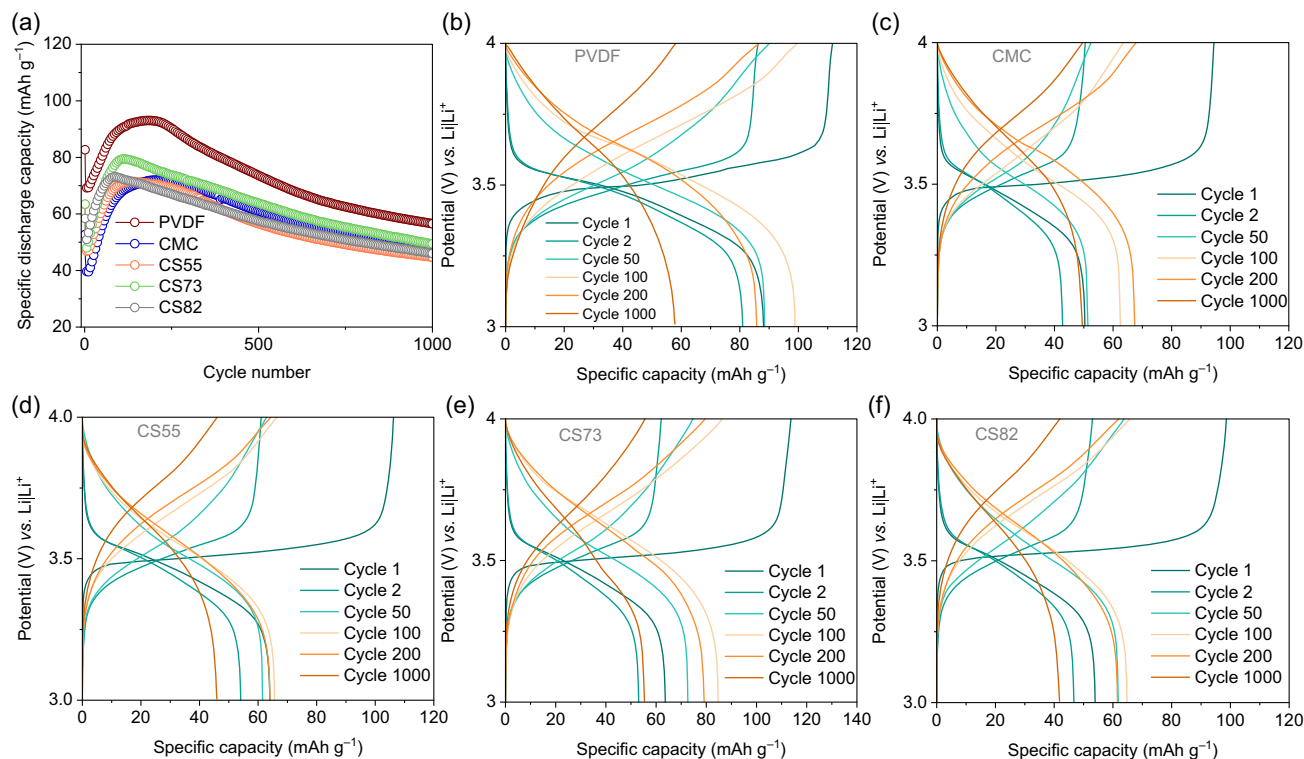 (a)
Specific discharge capacity (mAh g⁻¹)
120
100
80
60
40
20
PVDF
CMC
CS55
CS73
CS82
0
500
1000
Cycle number
(b)
Potential (V) vs. Li|Li⁺
4
3.5
3
PVDF
Cycle 1
Cycle 2
Cycle 50
Cycle 100
Cycle 200
Cycle 1000
0
20
40
60
80
100
120
Specific capacity (mAh g⁻¹)
(c)
Potential (V) vs. Li|Li⁺
4
3.5
3
CMC
Cycle 1
Cycle 2
Cycle 50
Cycle 100
Cycle 200
Cycle 1000
0
20
40
60
80
100
120
Specific capacity (mAh g⁻¹)
(d)
Potential (V) vs. Li|Li⁺
4.0
3.5
3.0
CS55
Cycle 1
Cycle 2
Cycle 50
Cycle 100
Cycle 200
Cycle 1000
0
20
40
60
80
100
120
Specific capacity (mAh g⁻¹)
(e)
Potential (V) vs. Li|Li⁺
4
3.5
3
CS73
Cycle 1
Cycle 2
Cycle 50
Cycle 100
Cycle 200
Cycle 1000
0
20
40
60
80
100
120
140
Specific capacity (mAh g⁻¹)
(f)
Potential (V) vs. Li|Li⁺
4
3.5
3
CS82
Cycle 1
Cycle 2
Cycle 50
Cycle 100
Cycle 200
Cycle 1000
0
20
40
60
80
100
120
Specific capacity (mAh g⁻¹)